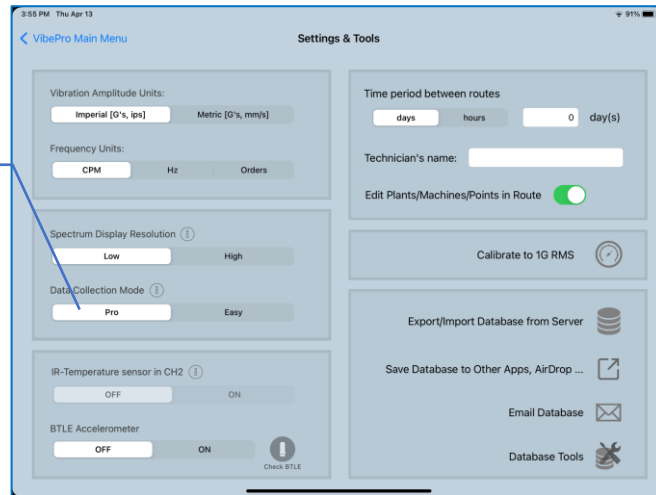 3:55 PM Thu Apr 13
91%
VibePro Main Menu
Settings & Tools
Vibration Amplitude Units:
Imperial [G's, ips] Metric [G's, mm/s]
Frequency Units:
CPM Hz Orders
Spectrum Display Resolution
Low High
Data Collection Mode
Pro Easy
IR-Temperature sensor in CH2
OFF ON
BTLE Accelerometer
OFF ON
Check BTLE
Time period between routes
days hours 0 day(s)
Technician's name:
Edit Plants/Machines/Points in Route
Calibrate to 1G RMS
Export/Import Database from Server
Save Database to Other Apps, AirDrop ...
Email Database
Database Tools